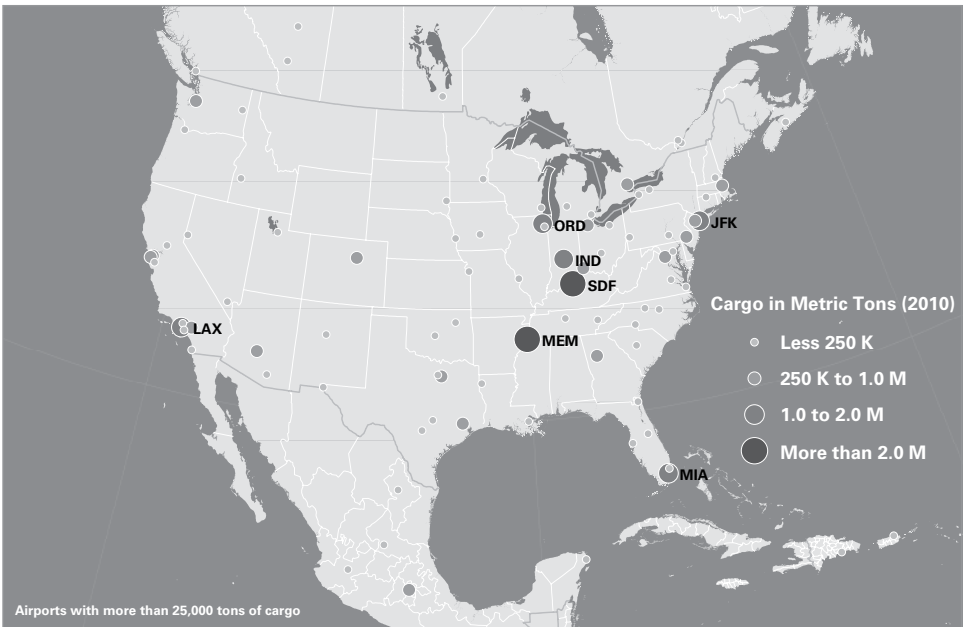 ORD
JFK
IND
SDF
Cargo in Metric Tons (2010)
LAX
MEM
Less 250 K
250 K to 1.0 M
1.0 to 2.0 M
More than 2.0 M
MIA
Airports with more than 25,000 tons of cargo